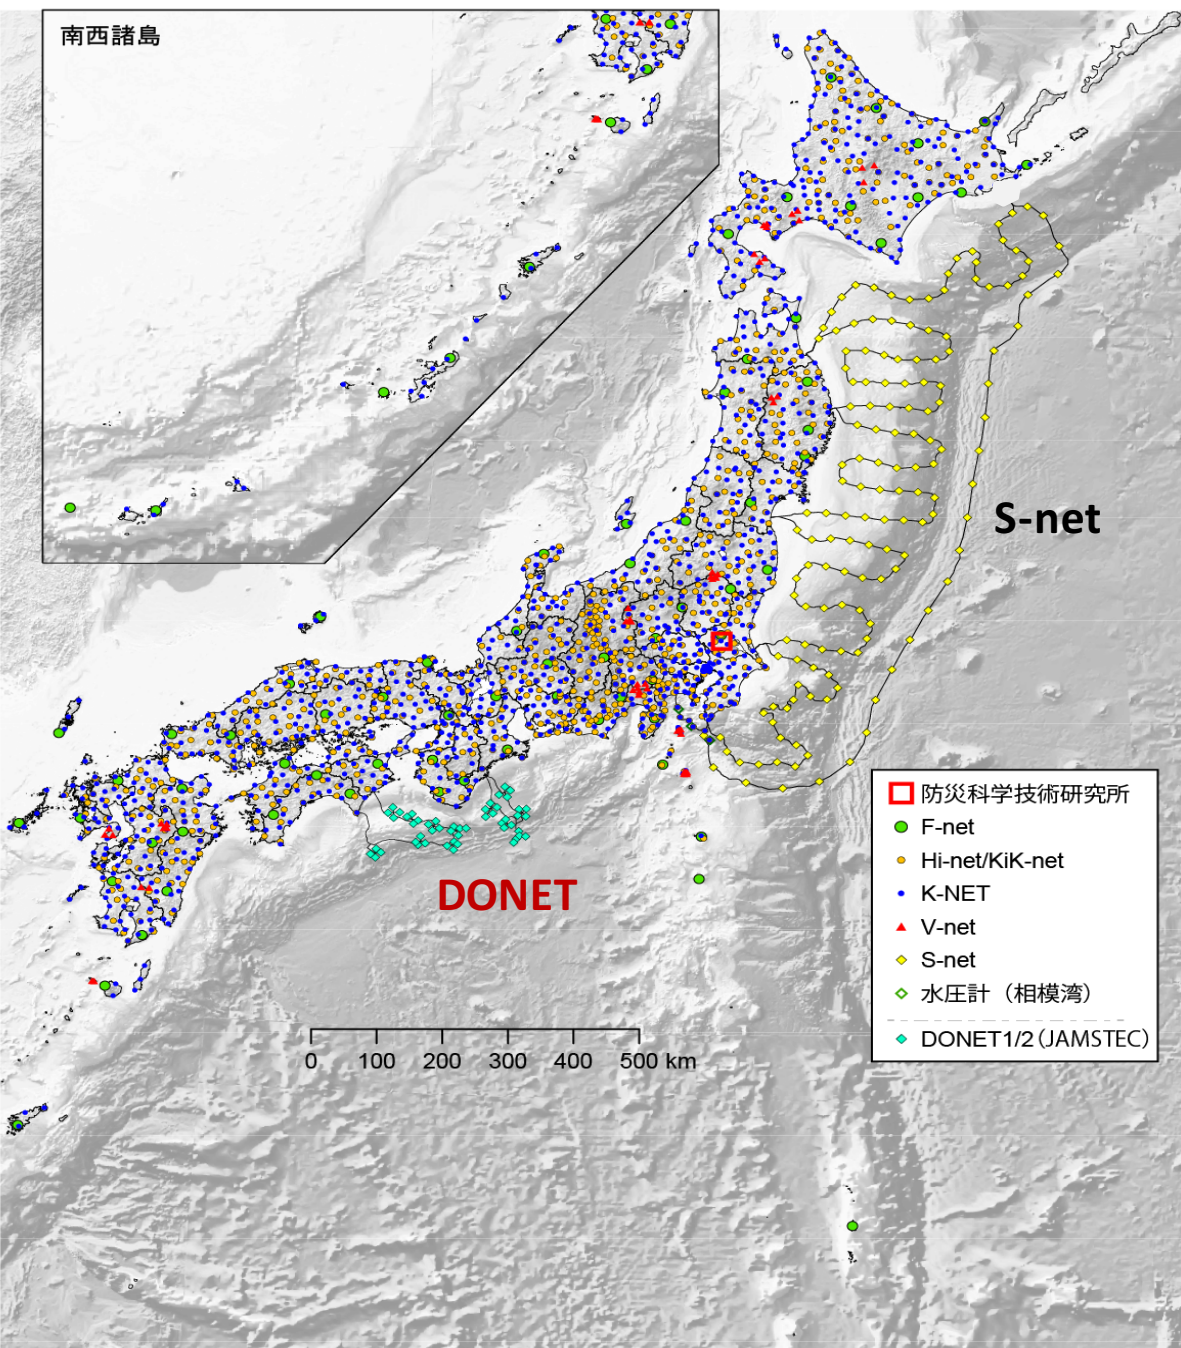 南西諸島
S-net
DONET
防災科学技術研究所
F-net
Hi-net/KiK-net
K-NET
V-net
S-net
水圧計（相模湾）
DONET1/2(JAMSTEC)
0 100 200 300 400 500 km